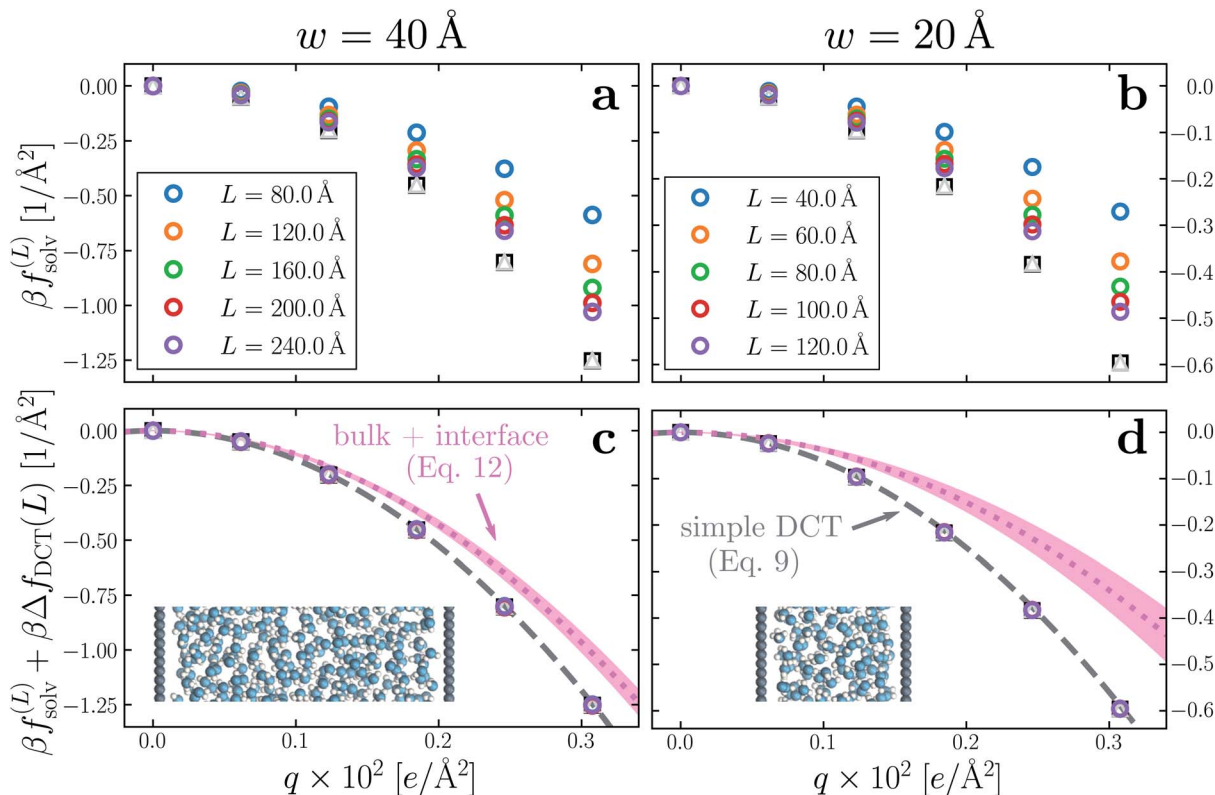 w = 40 Å
w = 20 Å
a
b
0.00
−0.25
−0.50
−0.75
−1.00
−1.25
βf_solv^(L) [1/Å²]
L = 80.0 Å
L = 120.0 Å
L = 160.0 Å
L = 200.0 Å
L = 240.0 Å
L = 40.0 Å
L = 60.0 Å
L = 80.0 Å
L = 100.0 Å
L = 120.0 Å
0.0
−0.1
−0.2
−0.3
−0.4
−0.5
−0.6
c
d
0.00
−0.25
−0.50
−0.75
−1.00
−1.25
βf_solv^(L) + βΔf_DCT(L) [1/Å²]
bulk + interface
(Eq. 12)
simple DCT
(Eq. 9)
0.0
−0.1
−0.2
−0.3
−0.4
−0.5
−0.6
0.0
0.1
0.2
0.3
0.0
0.1
0.2
0.3
q × 10² [e/Å²]
q × 10² [e/Å²]